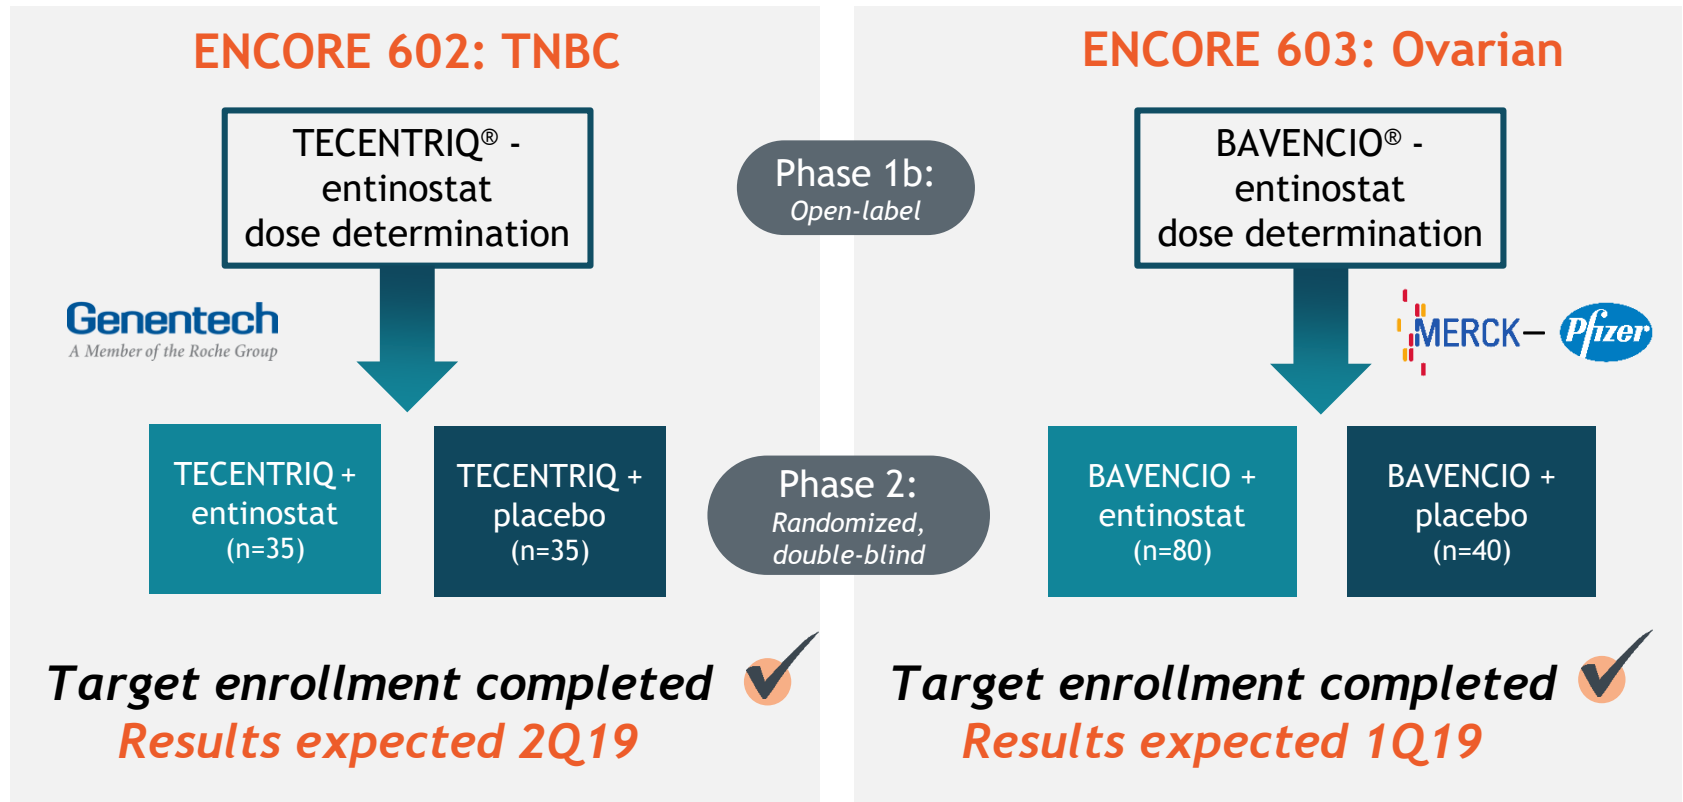 ENCORE 602: TNBC
TECENTRIQ® -
entinostat
dose determination
Genentech
A Member of the Roche Group
TECENTRIQ +
entinostat
(n=35)
TECENTRIQ +
placebo
(n=35)
Target enrollment completed
Results expected 2Q19
Phase 1b:
Open-label
Phase 2:
Randomized,
double-blind
ENCORE 603: Ovarian
BAVENCIO® -
entinostat
dose determination
MERCK–
Pfizer
BAVENCIO +
entinostat
(n=80)
BAVENCIO +
placebo
(n=40)
Target enrollment completed
Results expected 1Q19